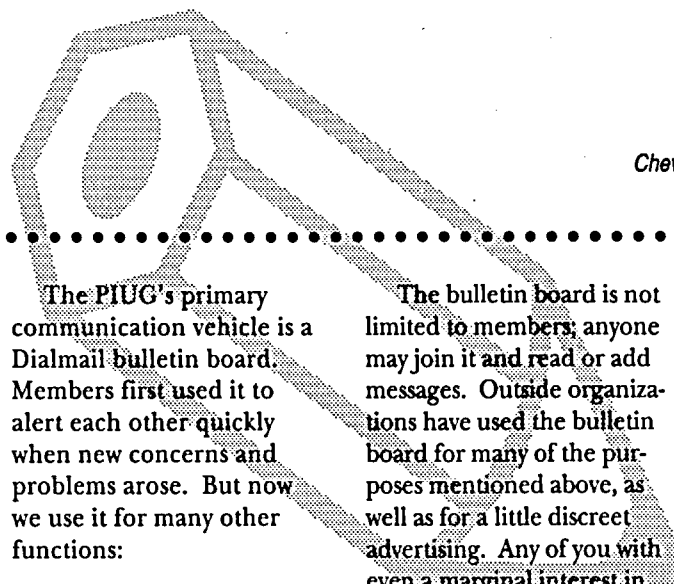 Chev
The PIUG's primary
communication vehicle is a
Dialmail bulletin board.
Members first used it to
alert each other quickly
when new concerns and
problems arose. But now
we use it for many other
functions:
The bulletin board is not
limited to members; anyone
may join it and read or add
messages. Outside organiza-
tions have used the bulletin
board for many of the pur-
poses mentioned above, as
well as for a little discreet
advertising. Any of you with
even a marginal interest in